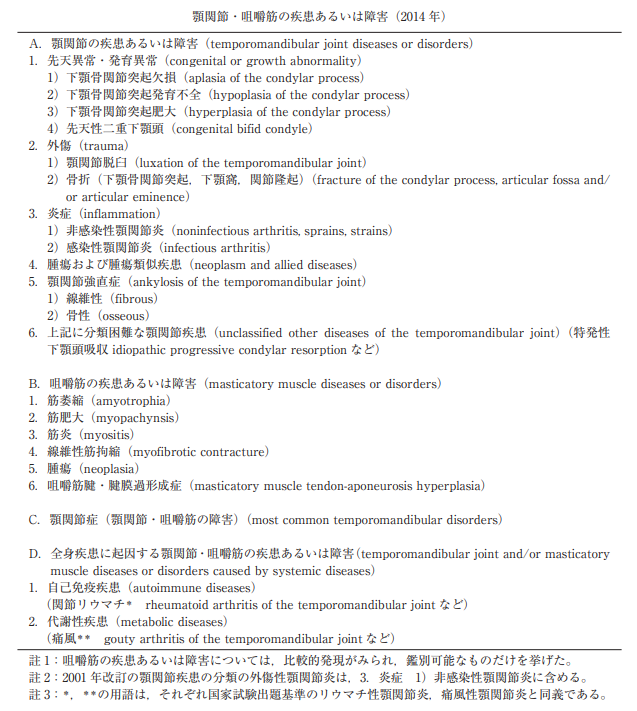 顎関節・咀嚼筋の疾患あるいは障害(2014 年)
A．顎関節の疾患あるいは障害(temporomandibular joint diseases or disorders)
1．先天異常・発育異常(congenital or growth abnormality)
1)下顎骨関節突起欠損(aplasia of the condylar process)
2)下顎骨関節突起発育不全(hypoplasia of the condylar process)
3)下顎骨関節突起肥大(hyperplasia of the condylar process)
4)先天性二重下顎頭(congenital bifid condyle)
2．外傷(trauma)
1)顎関節脱臼(luxation of the temporomandibular joint)
2)骨折(下顎骨関節突起，下顎窩，関節隆起)(fracture of the condylar process, articular fossa and/
or articular eminence)
3．炎症(inflammation)
1)非感染性顎関節炎(noninfectious arthritis, sprains, strains)
2)感染性顎関節炎(infectious arthritis)
4．腫瘍および腫瘍類似疾患(neoplasm and allied diseases)
5．顎関節強直症(ankylosis of the temporomandibular joint)
1)線維性(fibrous)
2)骨性(osseous)
6．上記に分類困難な顎関節疾患(unclassified other diseases of the temporomandibular joint)(特発性
下顎頭吸収 idiopathic progressive condylar resorption など)
B．咀嚼筋の疾患あるいは障害(masticatory muscle diseases or disorders)
1．筋萎縮(amyotrophia)
2．筋肥大(myopachynsis)
3．筋炎(myositis)
4．線維性筋拘縮(myofibrotic contracture)
5．腫瘍(neoplasia)
6．咀嚼筋腱・腱膜過形成症(masticatory muscle tendon-aponeurosis hyperplasia)
C．顎関節症(顎関節・咀嚼筋の障害)(most common temporomandibular disorders)
D．全身疾患に起因する顎関節・咀嚼筋の疾患あるいは障害(temporomandibular joint and/or masticatory
muscle diseases or disorders caused by systemic diseases)
1．自己免疫疾患(autoimmune diseases)
(関節リウマチ* rheumatoid arthritis of the temporomandibular joint など)
2．代謝性疾患(metabolic diseases)
(痛風** gouty arthritis of the temporomandibular joint など)
註 1：咀嚼筋の疾患あるいは障害については，比較的発現がみられ，鑑別可能なものだけを挙げた。
註 2：2001 年改訂の顎関節疾患の分類の外傷性顎関節炎は，3．炎症 1)非感染性顎関節炎に含める。
註 3：*，**の用語は，それぞれ国家試験出題基準のリウマチ性顎関節炎，痛風性顎関節炎と同義である。